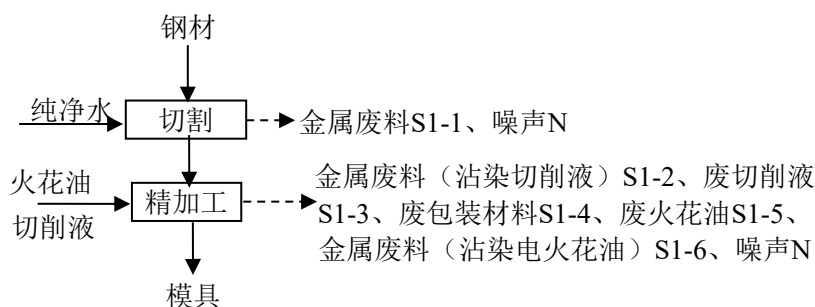 钢材
纯净水
切割
金属废料S1-1、噪声N
火花油
切削液
精加工
金属废料（沾染切削液）S1-2、废切削液
S1-3、废包装材料S1-4、废火花油S1-5、
金属废料（沾染电火花油）S1-6、噪声N
模具